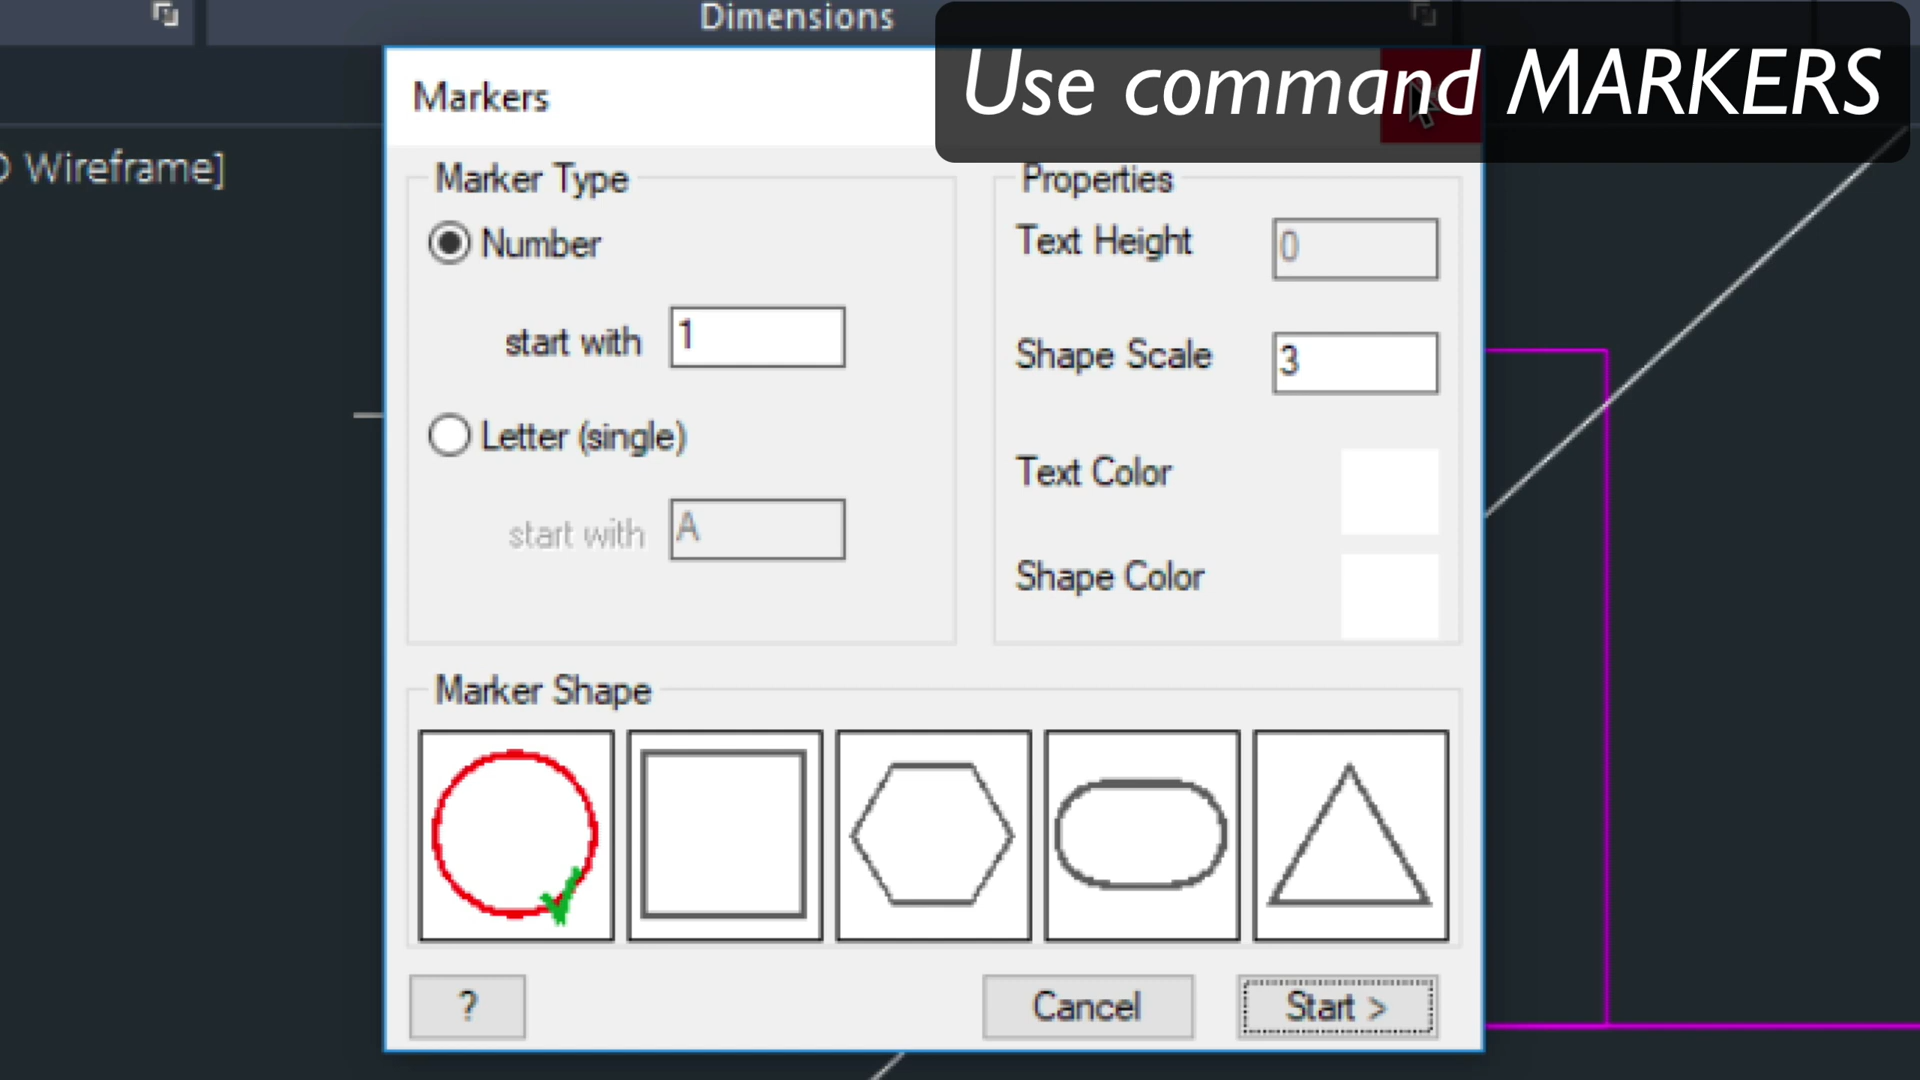 Dimensions
Use command MARKERS
Markers
Wireframe]
Marker Type
Number
start with 1
Letter (single)
start with A
Properties
Text Height 0
Shape Scale 3
Text Color
Shape Color
Marker Shape
?
Cancel
Start >